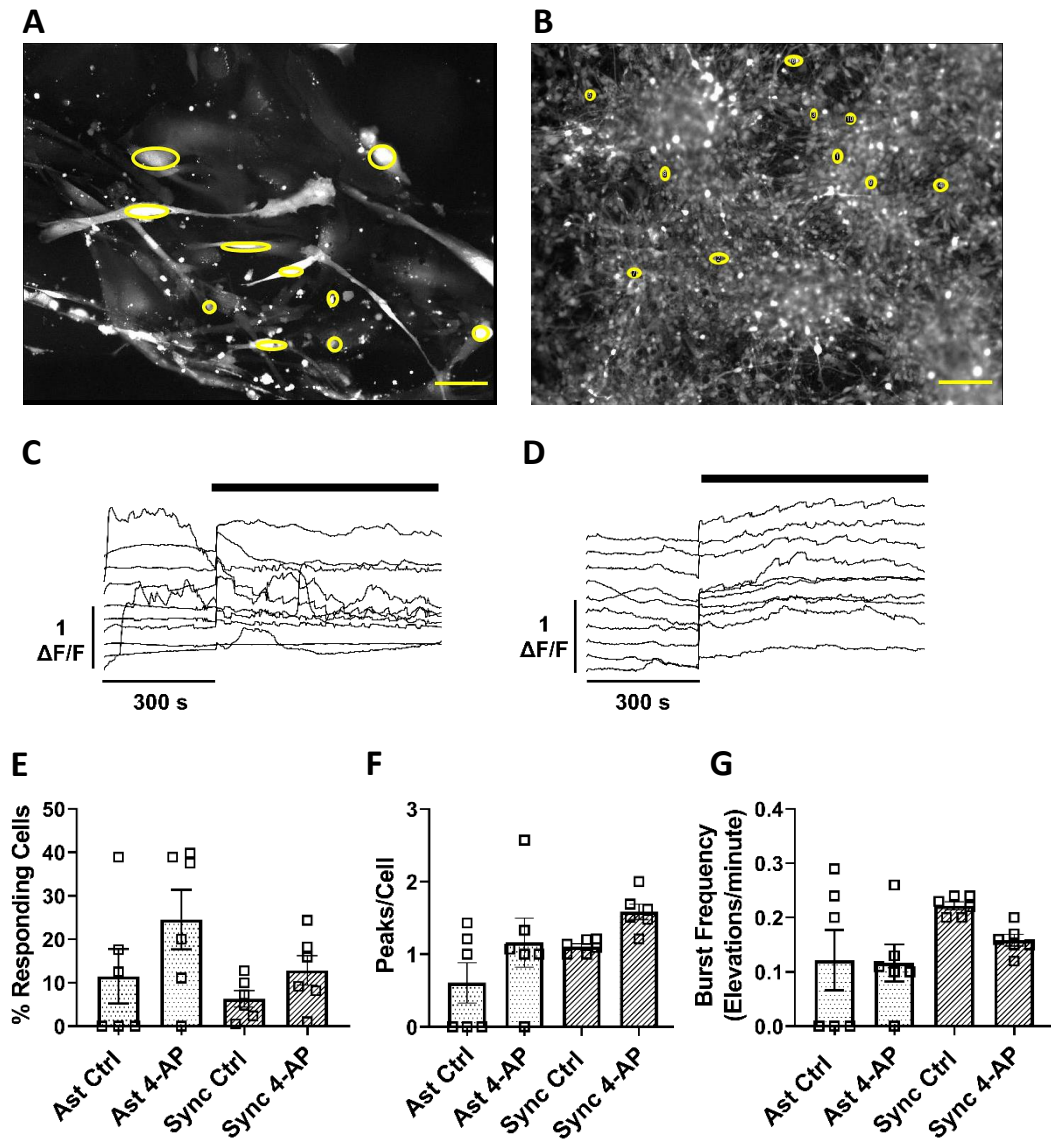 A
B
C
D
1
ΔF/F
300 s
1
ΔF/F
300 s
E
F
G
% Responding Cells
50
40
30
20
10
0
Ast Ctrl
Ast 4-AP
Sync Ctrl
Sync 4-AP
Peaks/Cell
3
2
1
0
Ast Ctrl
Ast 4-AP
Sync Ctrl
Sync 4-AP
Burst Frequency
(Elevations/minute)
0.4
0.3
0.2
0.1
0.0
Ast Ctrl
Ast 4-AP
Sync Ctrl
Sync 4-AP